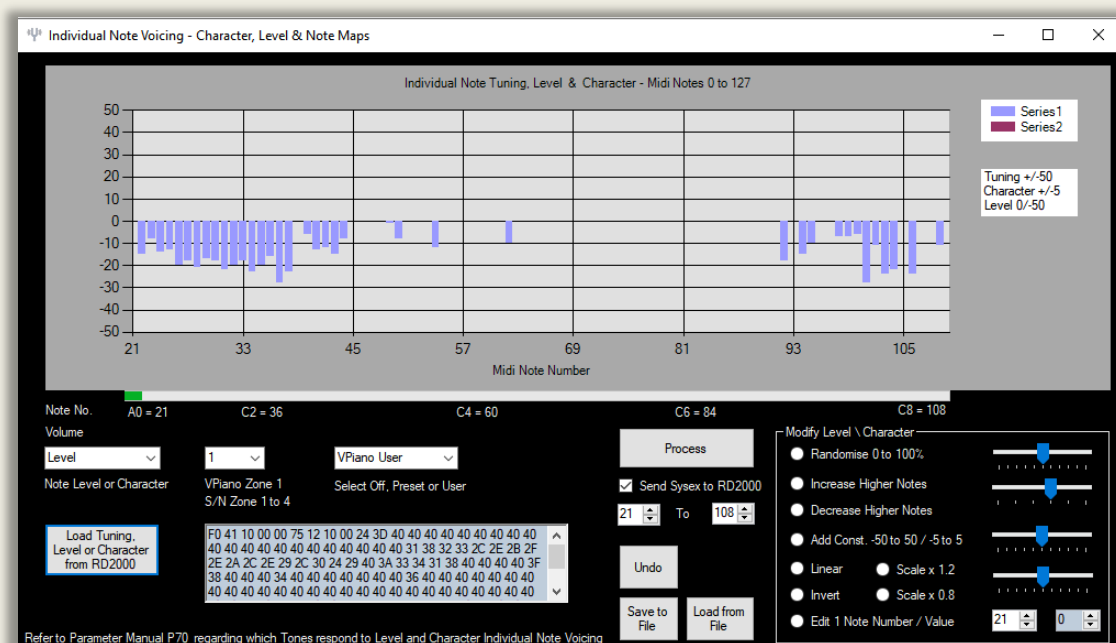 Individual Note Voicing - Character, Level & Note Maps
Individual Note Tuning, Level & Character - Midi Notes 0 to 127
50
40
30
20
10
0
-10
-20
-30
-40
-50
21 33 45 57 69 81 93 105
Midi Note Number
Series1
Series2
Tuning +/-50
Character +/-5
Level 0/-50
Note No. A0 = 21 C2 = 36 C4 = 60 C6 = 84 C8 = 108
Volume
Level 1 VPiano User
Note Level or Character
VPiano Zone 1
S/N Zone 1 to 4
Select Off, Preset or User
Load Tuning,
Level or Character
from RD2000
F0 41 10 00 00 75 12 10 00 24 3D 40 40 40 40 40 40 40
40 40 40 40 40 40 40 40 40 40 40 31 38 32 33 2C 2E 2B 2F
2E 2A 2C 2E 29 2C 30 24 29 40 3A 33 34 31 38 40 40 40 40 3F
38 40 40 40 34 40 40 40 40 40 40 40 36 40 40 40 40 40 40 40
40 40 40 40 40 40 40 40 40 40 40 40 40 40 40 40 40 40
Process
Send Sysex to RD2000
21 To 108
Undo
Save to
File
Load from
File
Modify Level \ Character
Randomise 0 to 100%
Increase Higher Notes
Decrease Higher Notes
Add Const. -50 to 50 / -5 to 5
Linear Scale x 1.2
Invert Scale x 0.8
Edit 1 Note Number / Value 21 0
Refer to Parameter Manual P70 regarding which Tones respond to Level and Character Individual Note Voicing